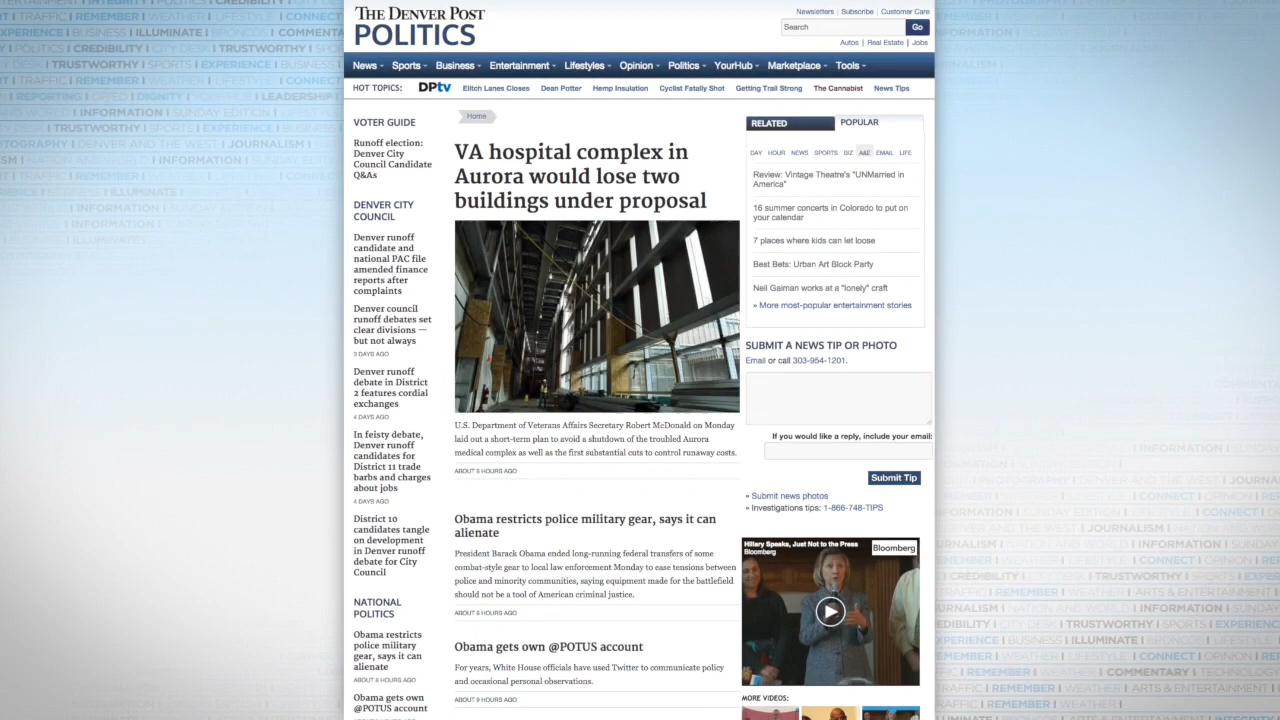 THE DENVER POST
POLITICS
Newsletters | Subscribe | Customer Care
Search
Go
Autos | Real Estate | Jobs
News Sports Business Entertainment Lifestyles Opinion Politics YourHub Marketplace Tools
HOT TOPICS: DPtv Elitch Lanes Closes Dean Potter Hemp Insulation Cyclist Fatally Shot Getting Trail Strong The Cannabist News Tips
VOTER GUIDE
Runoff election:
Denver City
Council Candidate
Q&As
DENVER CITY
COUNCIL
Denver runoff
candidate and
national PAC file
amended finance
reports after
complaints
Denver council
runoff debates set
clear divisions —
but not always
3 DAYS AGO
Denver runoff
debate in District
2 features cordial
exchanges
4 DAYS AGO
In feisty debate,
Denver runoff
candidates for
District 11 trade
barbs and charges
about jobs
4 DAYS AGO
District 10
candidates tangle
on development
in Denver runoff
debate for City
Council
NATIONAL
POLITICS
Obama restricts
police military
gear, says it can
alienate
ABOUT 8 HOURS AGO
Obama gets own
@POTUS account
Home
VA hospital complex in
Aurora would lose two
buildings under proposal
U.S. Department of Veterans Affairs Secretary Robert McDonald on Monday
laid out a short-term plan to avoid a shutdown of the troubled Aurora
medical complex as well as the first substantial cuts to control runaway costs.
Obama restricts police military gear, says it can
alienate
President Barack Obama ended long-running federal transfers of some
combat-style gear to local law enforcement Monday to ease tensions between
police and minority communities, saying equipment made for the battlefield
should not be a tool of American criminal justice.
Obama gets own @POTUS account
For years, White House officials have used Twitter to communicate policy
and occasional personal observations.
ABOUT 9 HOURS AGO
RELATED
POPULAR
DAY HOUR NEWS SPORTS BIZ A&E EMAIL LIFE
Review: Vintage Theatre's "UNMarried in
America"
16 summer concerts in Colorado to put on
your calendar
7 places where kids can let loose
Best Bets: Urban Art Block Party
Neil Gaiman works at a "lonely" craft
» More most-popular entertainment stories
SUBMIT A NEWS TIP OR PHOTO
Email or call 303-954-1201.
If you would like a reply, include your email:
Submit Tip
» Submit news photos
» Investigations tips: 1-866-748-TIPS
Hillary Speaks, Just Not to the Press
Bloomberg
Bloomberg
MORE VIDEOS: